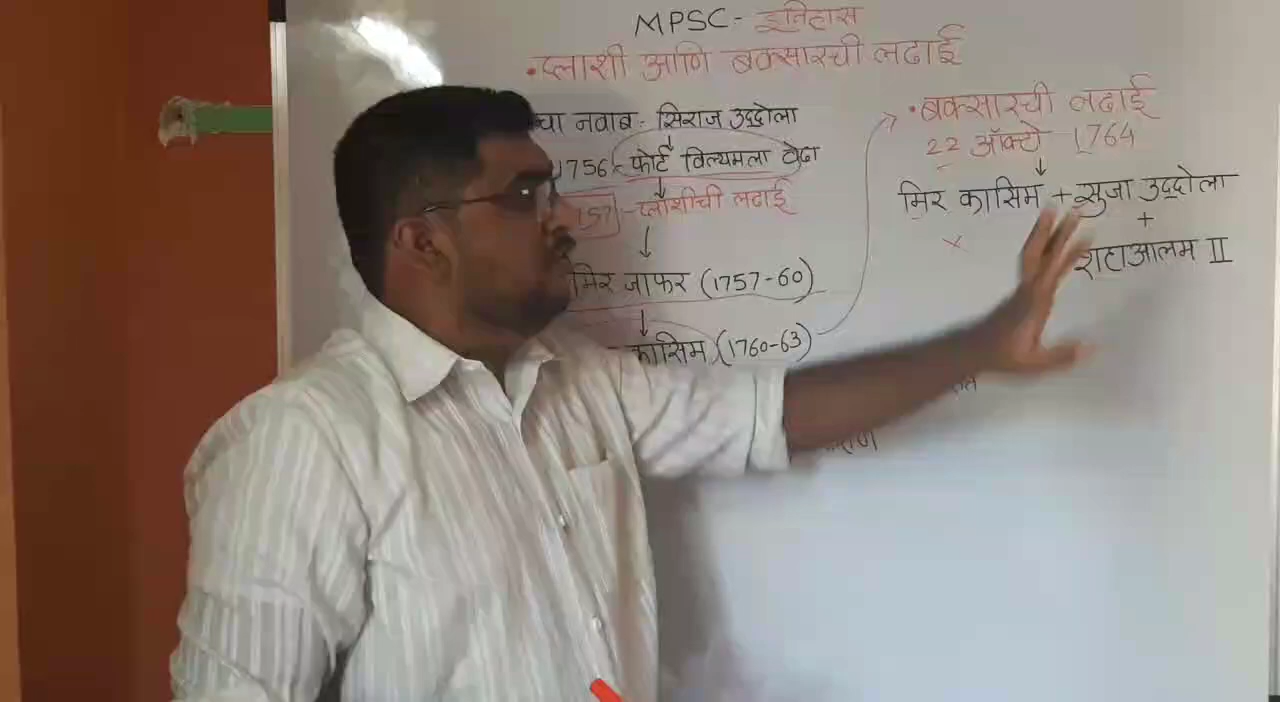 MPSC - इतिहास
• प्लाशी आणि बक्सारची लढाई
चा नवाब : सिराज उद्दोला
1756 - फोर्ट विल्यमला वेढा
757 - प्लाशीची लढाई
मिर जाफर (1757-60)
कासिम (1760-63)
• बक्सारची लढाई
22 ऑक्टो 1764
मिर कासिम + सुजा उद्दोला
+
शहाआलम II